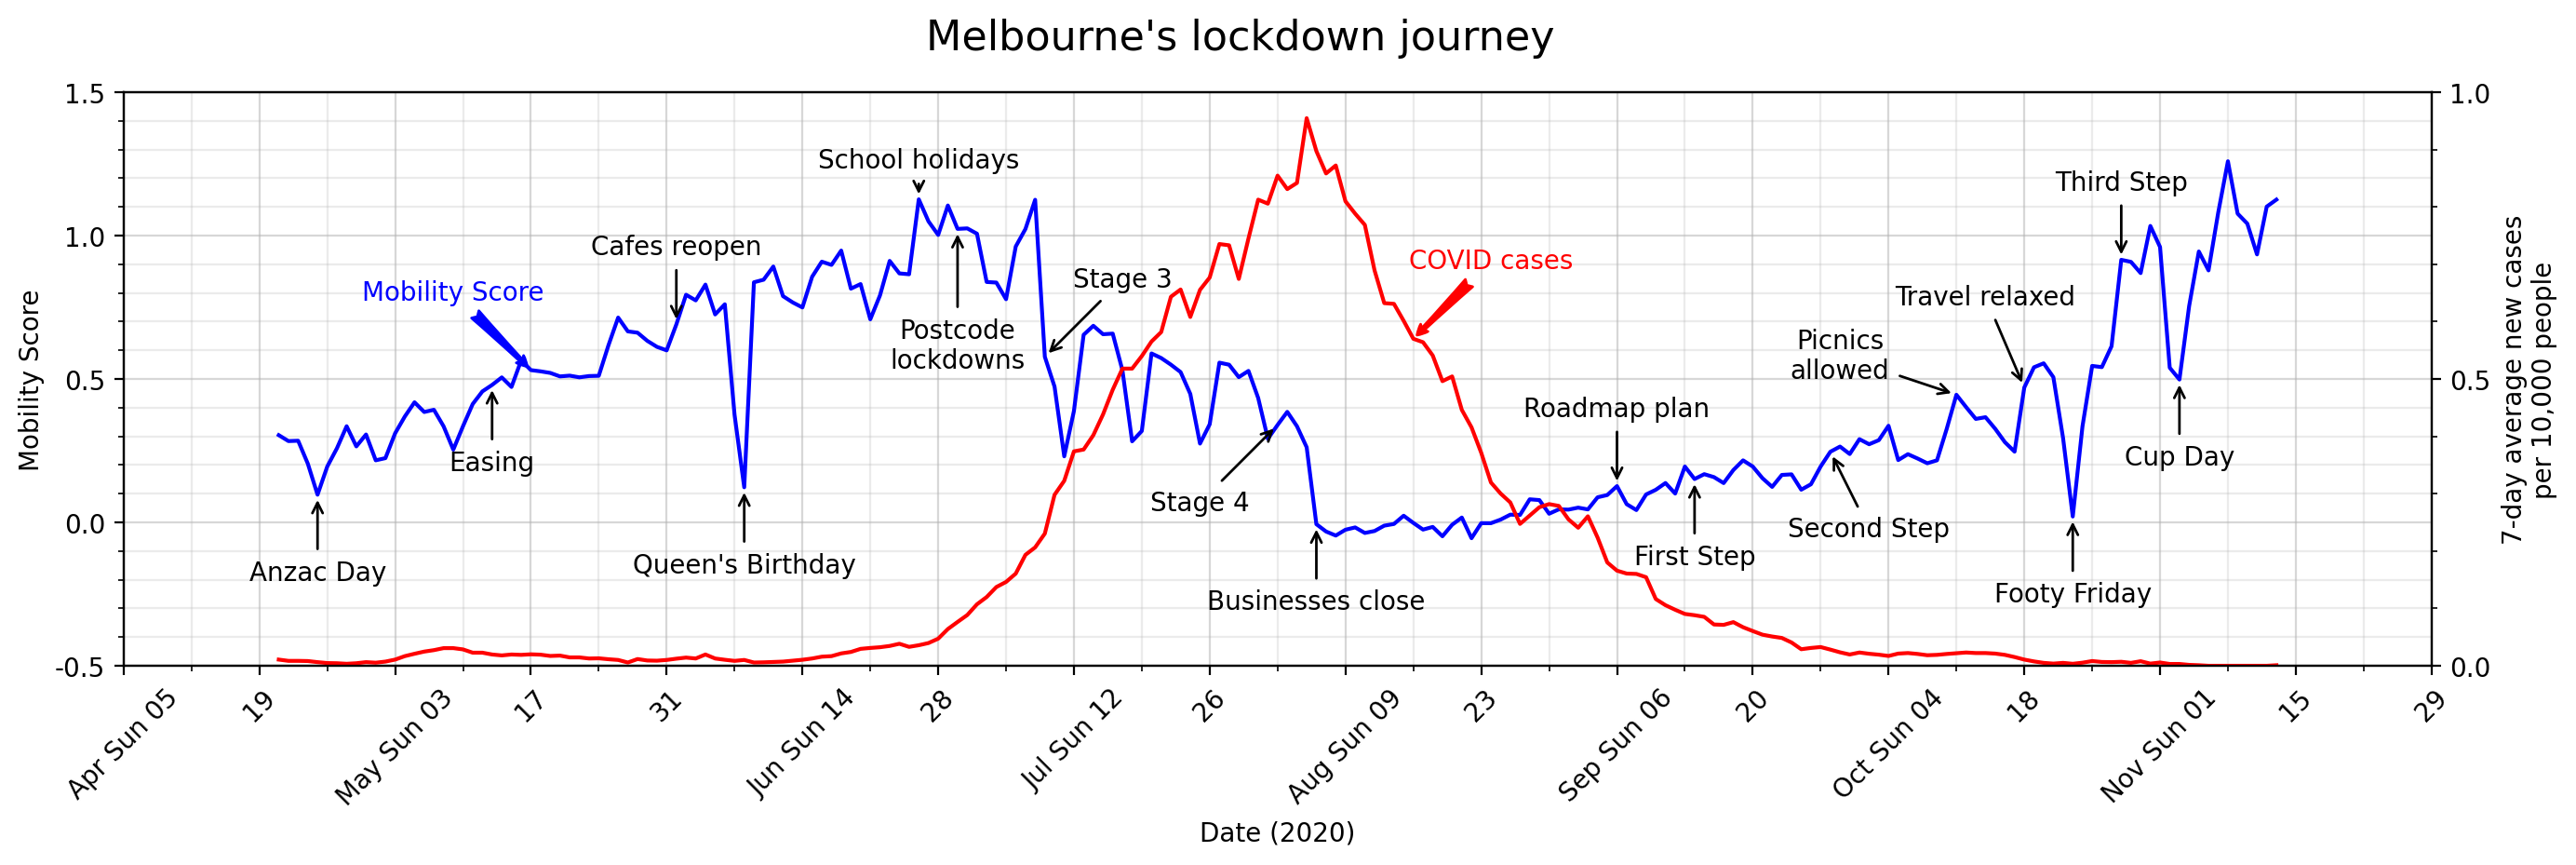 Melbourne's lockdown journey
1.5
1.0
0.5
0.0
-0.5
Mobility Score
1.0
0.5
0.0
7-day average new cases
per 10,000 people
School holidays
Third Step
Cafes reopen
COVID cases
Stage 3
Mobility Score
Travel relaxed
Postcode
lockdowns
Picnics
allowed
Roadmap plan
Easing
Cup Day
Stage 4
Second Step
First Step
Queen's Birthday
Anzac Day
Footy Friday
Businesses close
Apr Sun 05
19
May Sun 03
17
31
Jun Sun 14
28
Jul Sun 12
26
Aug Sun 09
23
Sep Sun 06
20
Oct Sun 04
18
Nov Sun 01
15
29
Date (2020)